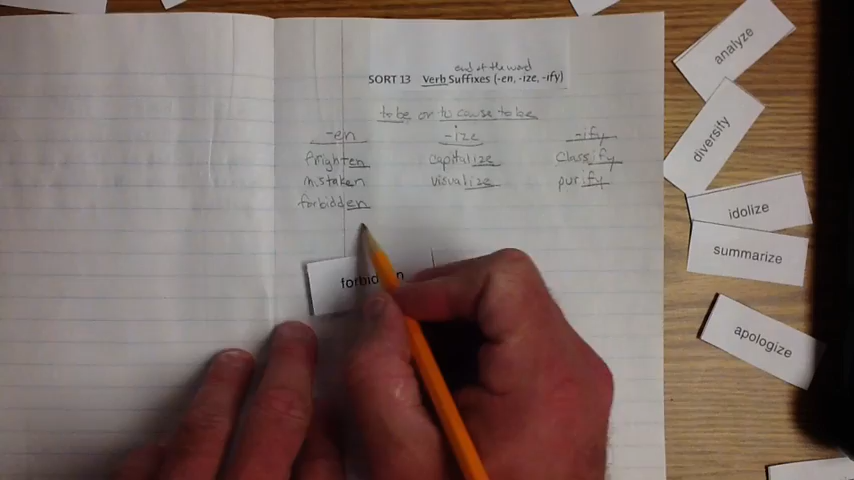 end of the word
SORT 13 Verb Suffixes (-en, -ize, -ify)
to be or to cause to be
-en -ize -ify
frighten capitalize classify
mistaken visualize purify
forbidden
forbidden
analyze
diversify
idolize
summarize
apologize